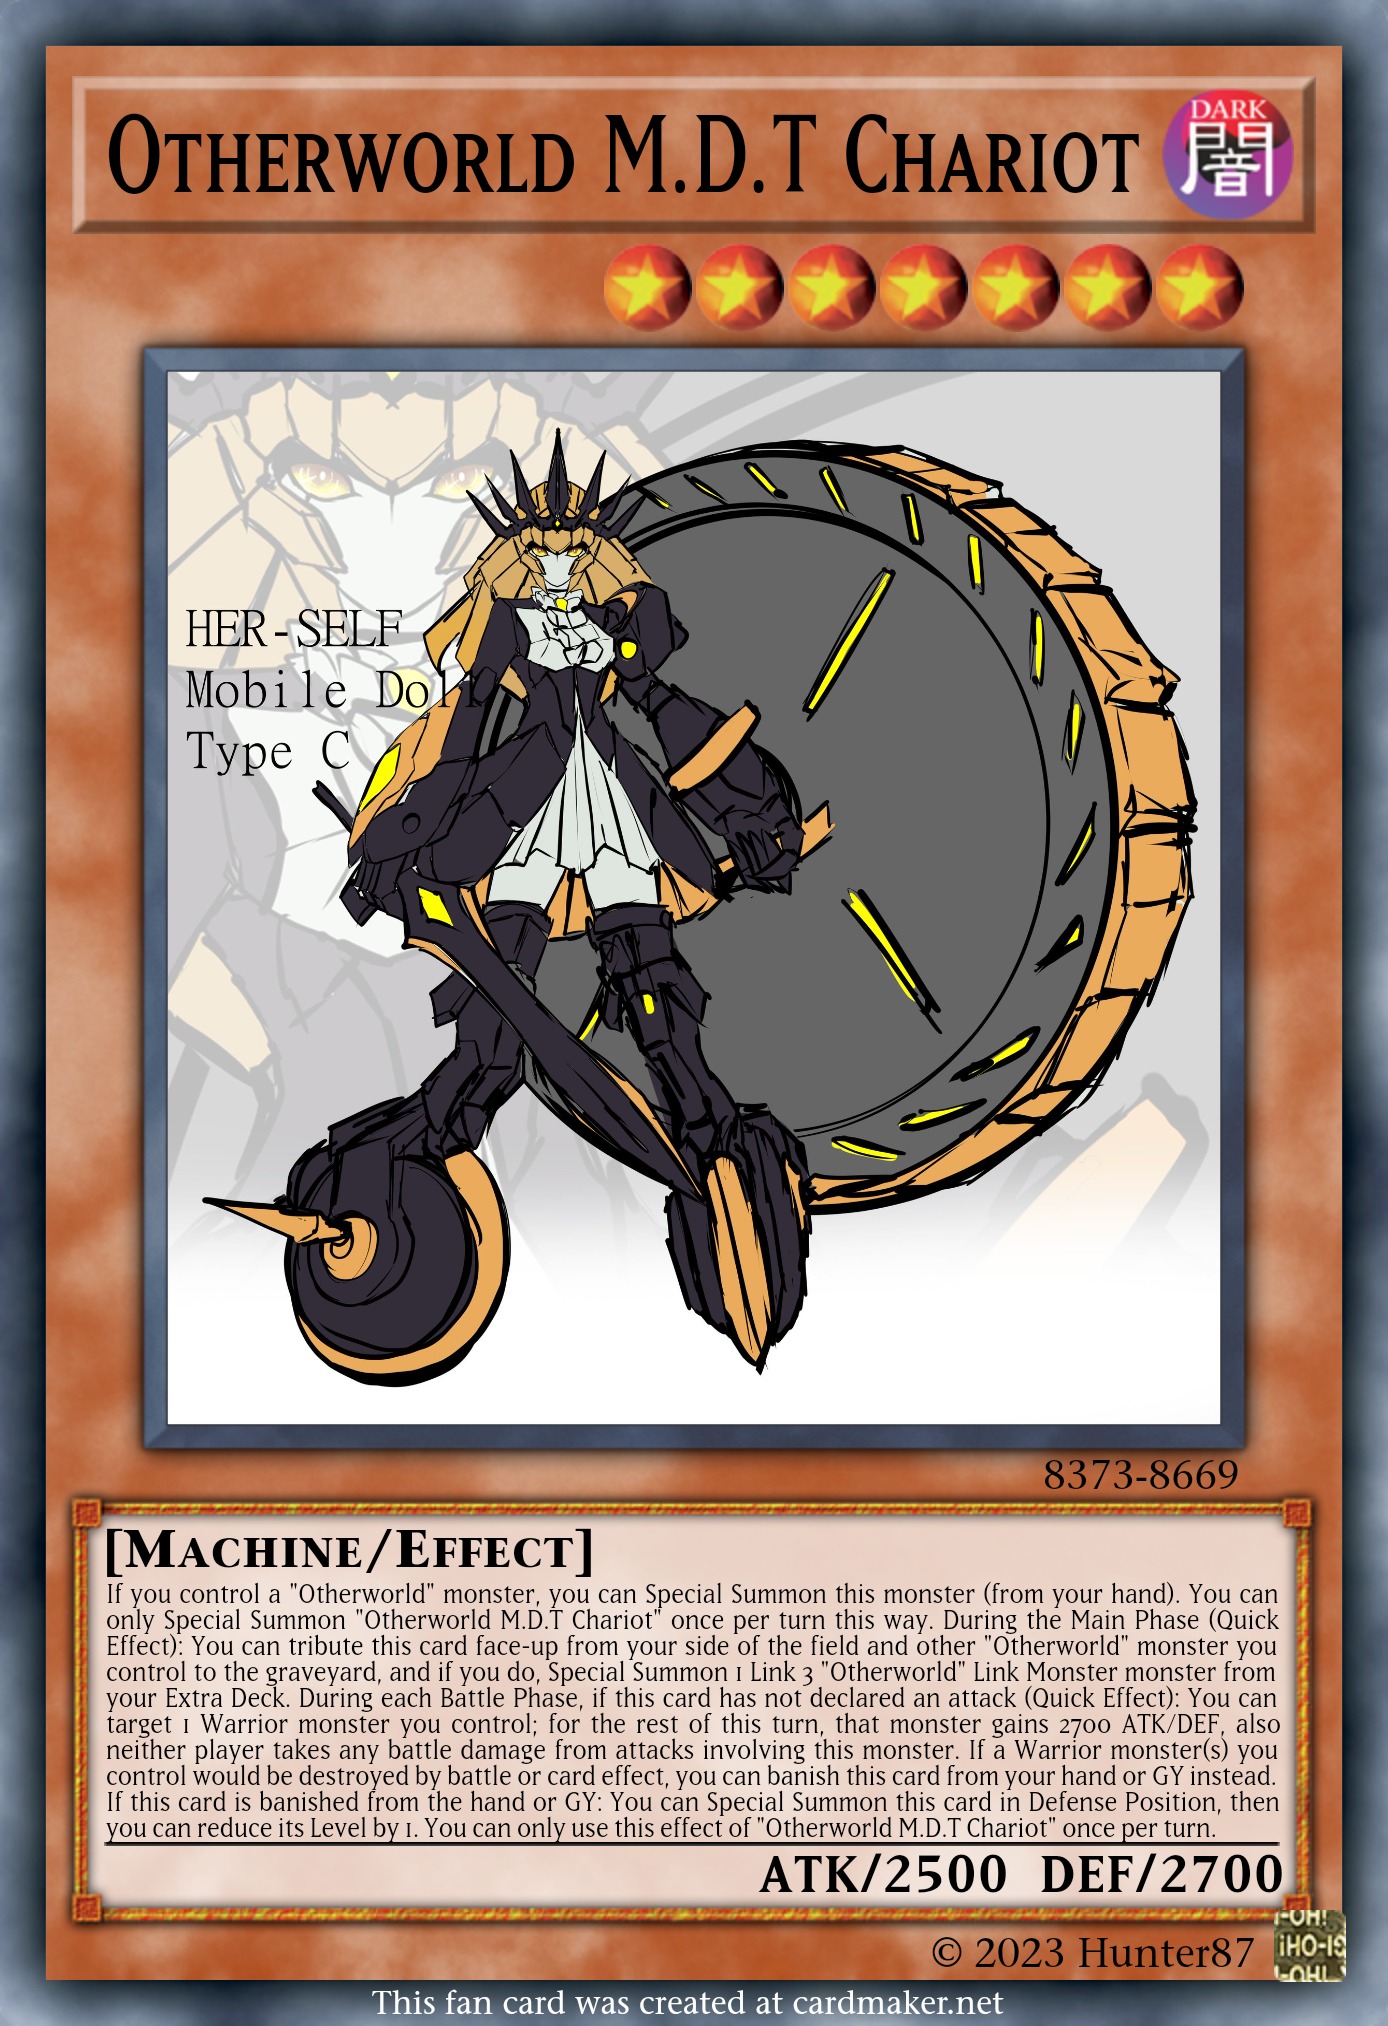 Otherworld M.D.T Chariot
DARK
闇
HER-SELF
Mobile Doll
Type C
8373-8669
[Machine/Effect]
If you control a "Otherworld" monster, you can Special Summon this monster (from your hand). You can
only Special Summon "Otherworld M.D.T Chariot" once per turn this way. During the Main Phase (Quick
Effect): You can tribute this card face-up from your side of the field and other "Otherworld" monster you
control to the graveyard, and if you do, Special Summon 1 Link 3 "Otherworld" Link Monster monster from
your Extra Deck. During each Battle Phase, if this card has not declared an attack (Quick Effect): You can
target 1 Warrior monster you control; for the rest of this turn, that monster gains 2700 ATK/DEF, also
neither player takes any battle damage from attacks involving this monster. If a Warrior monster(s) you
control would be destroyed by battle or card effect, you can banish this card from your hand or GY instead.
If this card is banished from the hand or GY: You can Special Summon this card in Defense Position, then
you can reduce its Level by 1. You can only use this effect of "Otherworld M.D.T Chariot" once per turn.
ATK/2500 DEF/2700
© 2023 Hunter87
This fan card was created at cardmaker.net